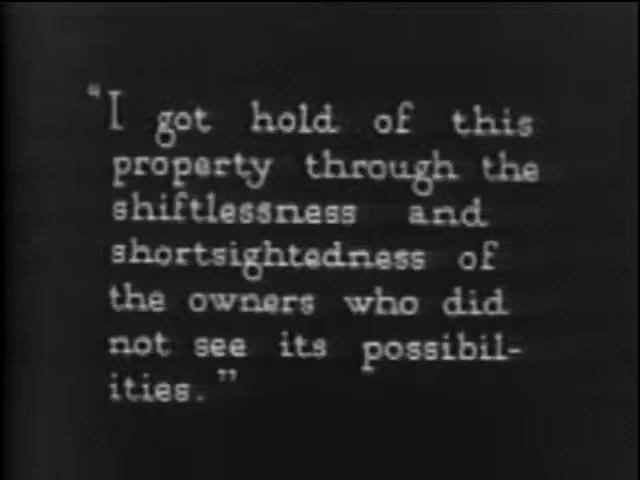 "I got hold of this
property through the
shiftlessness and
shortsightedness of
the owners who did
not see its possibil-
ities."